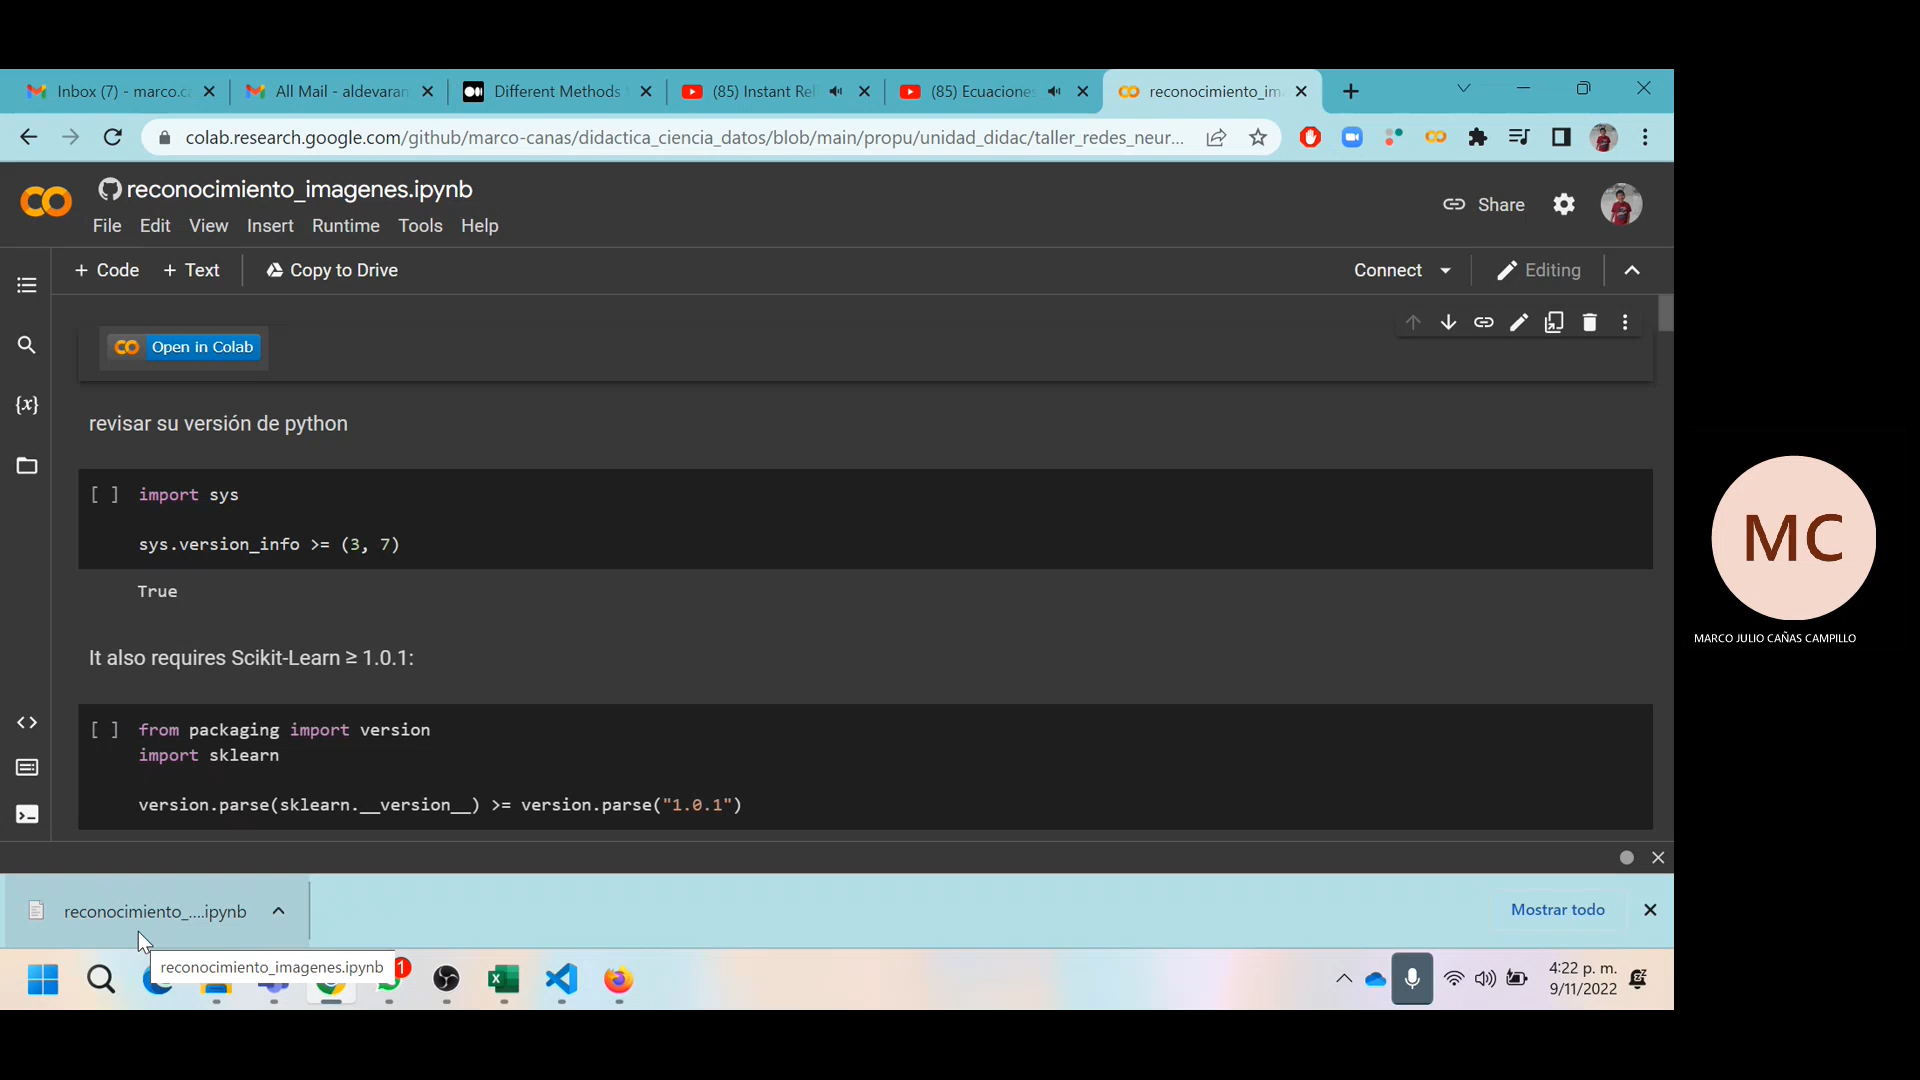 Inbox (7) - marco.ca
All Mail - aldevaran
Different Methods
(85) Instant Rel
(85) Ecuaciones
reconocimiento_im
colab.research.google.com/github/marco-canas/didactica_ciencia_datos/blob/main/propu/unidad_didac/taller_redes_neur...
reconocimiento_imagenes.ipynb
File Edit View Insert Runtime Tools Help
Share
+ Code + Text Copy to Drive
Connect Editing
Open in Colab
revisar su versión de python
[ ] import sys
sys.version_info >= (3, 7)
True
It also requires Scikit-Learn ≥ 1.0.1:
[ ] from packaging import version
import sklearn
version.parse(sklearn.__version__) >= version.parse("1.0.1")
MC
MARCO JULIO CAÑAS CAMPILLO
reconocimiento_....ipynb
Mostrar todo
reconocimiento_imagenes.ipynb
1
4:22 p. m.
9/11/2022